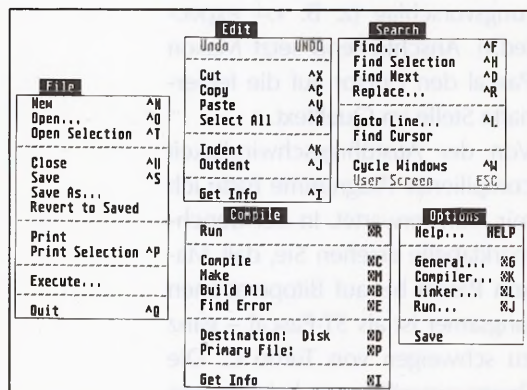 File
New ^N
Open... ^O
Open Selection ^T
Close ^U
Save ^S
Save As...
Revert to Saved
Print
Print Selection ^P
Execute...
Quit ^Q
Edit
Undo UNDO
Cut ^X
Copy ^C
Paste ^V
Select All ^A
Indent ^K
Outdent ^J
Get Info ^I
Search
Find... ^F
Find Selection ^H
Find Next ^G
Replace... ^R
Goto Line... ^L
Find Cursor
Cycle Windows ^W
User Screen ESC
Compile
Run ⌘R
Compile ⌘C
Make ⌘M
Build All ⌘B
Find Error ⌘E
Destination: Disk ⌘D
Primary File: ⌘P
Get Info ⌘I
Options
Help... HELP
General... ⌘G
Compiler... ⌘K
Linker... ⌘L
Run... ⌘J
Save